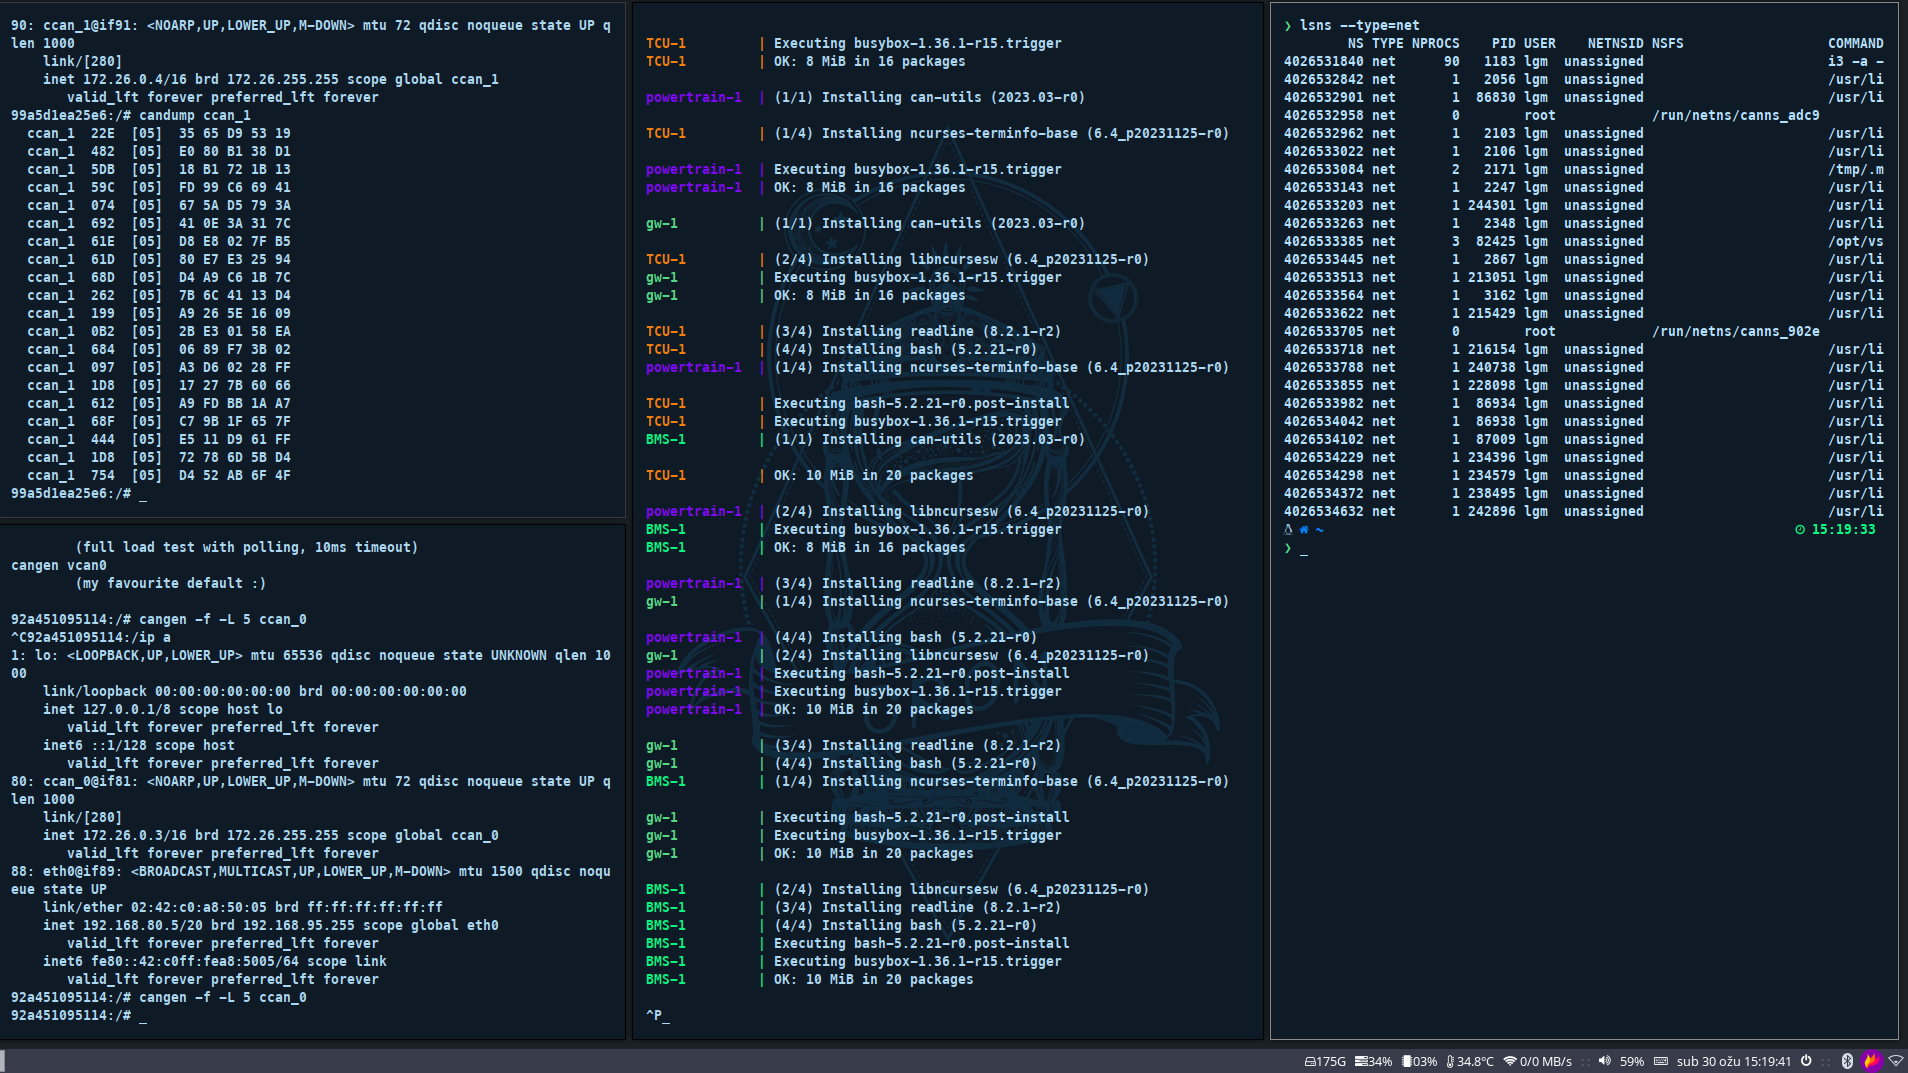 90: ccan_1@if91: <NOARP,UP,LOWER_UP,M-DOWN> mtu 72 qdisc noqueue state UP q
len 1000
    link/[280]
    inet 172.26.0.4/16 brd 172.26.255.255 scope global ccan_1
       valid_lft forever preferred_lft forever
99a5d1ea25e6:/# candump ccan_1
  ccan_1  22E  [05]  35 65 D9 53 19
  ccan_1  482  [05]  E0 80 B1 38 D1
  ccan_1  5DB  [05]  18 B1 72 1B 13
  ccan_1  59C  [05]  FD 99 C6 69 41
  ccan_1  074  [05]  67 5A D5 79 3A
  ccan_1  692  [05]  41 0E 3A 31 7C
  ccan_1  61E  [05]  D8 E8 02 7F B5
  ccan_1  61D  [05]  80 E7 E3 25 94
  ccan_1  68D  [05]  D4 A9 C6 1B 7C
  ccan_1  262  [05]  7B 6C 41 13 D4
  ccan_1  199  [05]  A9 26 5E 16 09
  ccan_1  0B2  [05]  2B E3 01 58 EA
  ccan_1  684  [05]  06 89 F7 3B 02
  ccan_1  097  [05]  A3 D6 02 28 FF
  ccan_1  1D8  [05]  17 27 7B 60 66
  ccan_1  612  [05]  A9 FD BB 1A A7
  ccan_1  68F  [05]  C7 9B 1F 65 7F
  ccan_1  444  [05]  E5 11 D9 61 FF
  ccan_1  1D8  [05]  72 78 6D 5B D4
  ccan_1  754  [05]  D4 52 AB 6F 4F
99a5d1ea25e6:/# _
        (full load test with polling, 10ms timeout)
cangen vcan0
        (my favourite default :)
92a451095114:/# cangen -f -L 5 ccan_0
^C92a451095114:/ip a
1: lo: <LOOPBACK,UP,LOWER_UP> mtu 65536 qdisc noqueue state UNKNOWN qlen 10
00
    link/loopback 00:00:00:00:00:00 brd 00:00:00:00:00:00
    inet 127.0.0.1/8 scope host lo
       valid_lft forever preferred_lft forever
    inet6 ::1/128 scope host
       valid_lft forever preferred_lft forever
80: ccan_0@if81: <NOARP,UP,LOWER_UP,M-DOWN> mtu 72 qdisc noqueue state UP q
len 1000
    link/[280]
    inet 172.26.0.3/16 brd 172.26.255.255 scope global ccan_0
       valid_lft forever preferred_lft forever
88: eth0@if89: <BROADCAST,MULTICAST,UP,LOWER_UP,M-DOWN> mtu 1500 qdisc noqu
eue state UP
    link/ether 02:42:c0:a8:50:05 brd ff:ff:ff:ff:ff:ff
    inet 192.168.80.5/20 brd 192.168.95.255 scope global eth0
       valid_lft forever preferred_lft forever
    inet6 fe80::42:c0ff:fea8:5005/64 scope link
       valid_lft forever preferred_lft forever
92a451095114:/# cangen -f -L 5 ccan_0
92a451095114:/# _
TCU-1         | Executing busybox-1.36.1-r15.trigger
TCU-1         | OK: 8 MiB in 16 packages
powertrain-1  | (1/1) Installing can-utils (2023.03-r0)
TCU-1         | (1/4) Installing ncurses-terminfo-base (6.4_p20231125-r0)
powertrain-1  | Executing busybox-1.36.1-r15.trigger
powertrain-1  | OK: 8 MiB in 16 packages
gw-1          | (1/1) Installing can-utils (2023.03-r0)
TCU-1         | (2/4) Installing libncursesw (6.4_p20231125-r0)
gw-1          | Executing busybox-1.36.1-r15.trigger
gw-1          | OK: 8 MiB in 16 packages
TCU-1         | (3/4) Installing readline (8.2.1-r2)
TCU-1         | (4/4) Installing bash (5.2.21-r0)
powertrain-1  | (1/4) Installing ncurses-terminfo-base (6.4_p20231125-r0)
TCU-1         | Executing bash-5.2.21-r0.post-install
TCU-1         | Executing busybox-1.36.1-r15.trigger
BMS-1         | (1/1) Installing can-utils (2023.03-r0)
TCU-1         | OK: 10 MiB in 20 packages
powertrain-1  | (2/4) Installing libncursesw (6.4_p20231125-r0)
BMS-1         | Executing busybox-1.36.1-r15.trigger
BMS-1         | OK: 8 MiB in 16 packages
powertrain-1  | (3/4) Installing readline (8.2.1-r2)
gw-1          | (1/4) Installing ncurses-terminfo-base (6.4_p20231125-r0)
powertrain-1  | (4/4) Installing bash (5.2.21-r0)
gw-1          | (2/4) Installing libncursesw (6.4_p20231125-r0)
powertrain-1  | Executing bash-5.2.21-r0.post-install
powertrain-1  | Executing busybox-1.36.1-r15.trigger
powertrain-1  | OK: 10 MiB in 20 packages
gw-1          | (3/4) Installing readline (8.2.1-r2)
gw-1          | (4/4) Installing bash (5.2.21-r0)
BMS-1         | (1/4) Installing ncurses-terminfo-base (6.4_p20231125-r0)
gw-1          | Executing bash-5.2.21-r0.post-install
gw-1          | Executing busybox-1.36.1-r15.trigger
gw-1          | OK: 10 MiB in 20 packages
BMS-1         | (2/4) Installing libncursesw (6.4_p20231125-r0)
BMS-1         | (3/4) Installing readline (8.2.1-r2)
BMS-1         | (4/4) Installing bash (5.2.21-r0)
BMS-1         | Executing bash-5.2.21-r0.post-install
BMS-1         | Executing busybox-1.36.1-r15.trigger
BMS-1         | OK: 10 MiB in 20 packages
^P_
❯ lsns --type=net
        NS TYPE NPROCS    PID USER    NETNSID NSFS                  COMMAND
4026531840 net      90   1183 lgm  unassigned                       i3 -a -
4026532842 net       1   2056 lgm  unassigned                       /usr/li
4026532901 net       1  86830 lgm  unassigned                       /usr/li
4026532958 net       0        root            /run/netns/canns_adc9
4026532962 net       1   2103 lgm  unassigned                       /usr/li
4026533022 net       1   2106 lgm  unassigned                       /usr/li
4026533084 net       2   2171 lgm  unassigned                       /tmp/.m
4026533143 net       1   2247 lgm  unassigned                       /usr/li
4026533203 net       1 244301 lgm  unassigned                       /usr/li
4026533263 net       1   2348 lgm  unassigned                       /usr/li
4026533385 net       3  82425 lgm  unassigned                       /opt/vs
4026533445 net       1   2867 lgm  unassigned                       /usr/li
4026533513 net       1 213051 lgm  unassigned                       /usr/li
4026533564 net       1   3162 lgm  unassigned                       /usr/li
4026533622 net       1 215429 lgm  unassigned                       /usr/li
4026533705 net       0        root            /run/netns/canns_902e
4026533718 net       1 216154 lgm  unassigned                       /usr/li
4026533788 net       1 240738 lgm  unassigned                       /usr/li
4026533855 net       1 228098 lgm  unassigned                       /usr/li
4026533982 net       1  86934 lgm  unassigned                       /usr/li
4026534042 net       1  86938 lgm  unassigned                       /usr/li
4026534102 net       1  87009 lgm  unassigned                       /usr/li
4026534229 net       1 234396 lgm  unassigned                       /usr/li
4026534298 net       1 234579 lgm  unassigned                       /usr/li
4026534372 net       1 238495 lgm  unassigned                       /usr/li
4026534632 net       1 242896 lgm  unassigned                       /usr/li
~ 15:19:33
❯ _
175G 34% 03% 34.8°C 0/0 MB/s :: 59% sub 30 ožu 15:19:41 ::